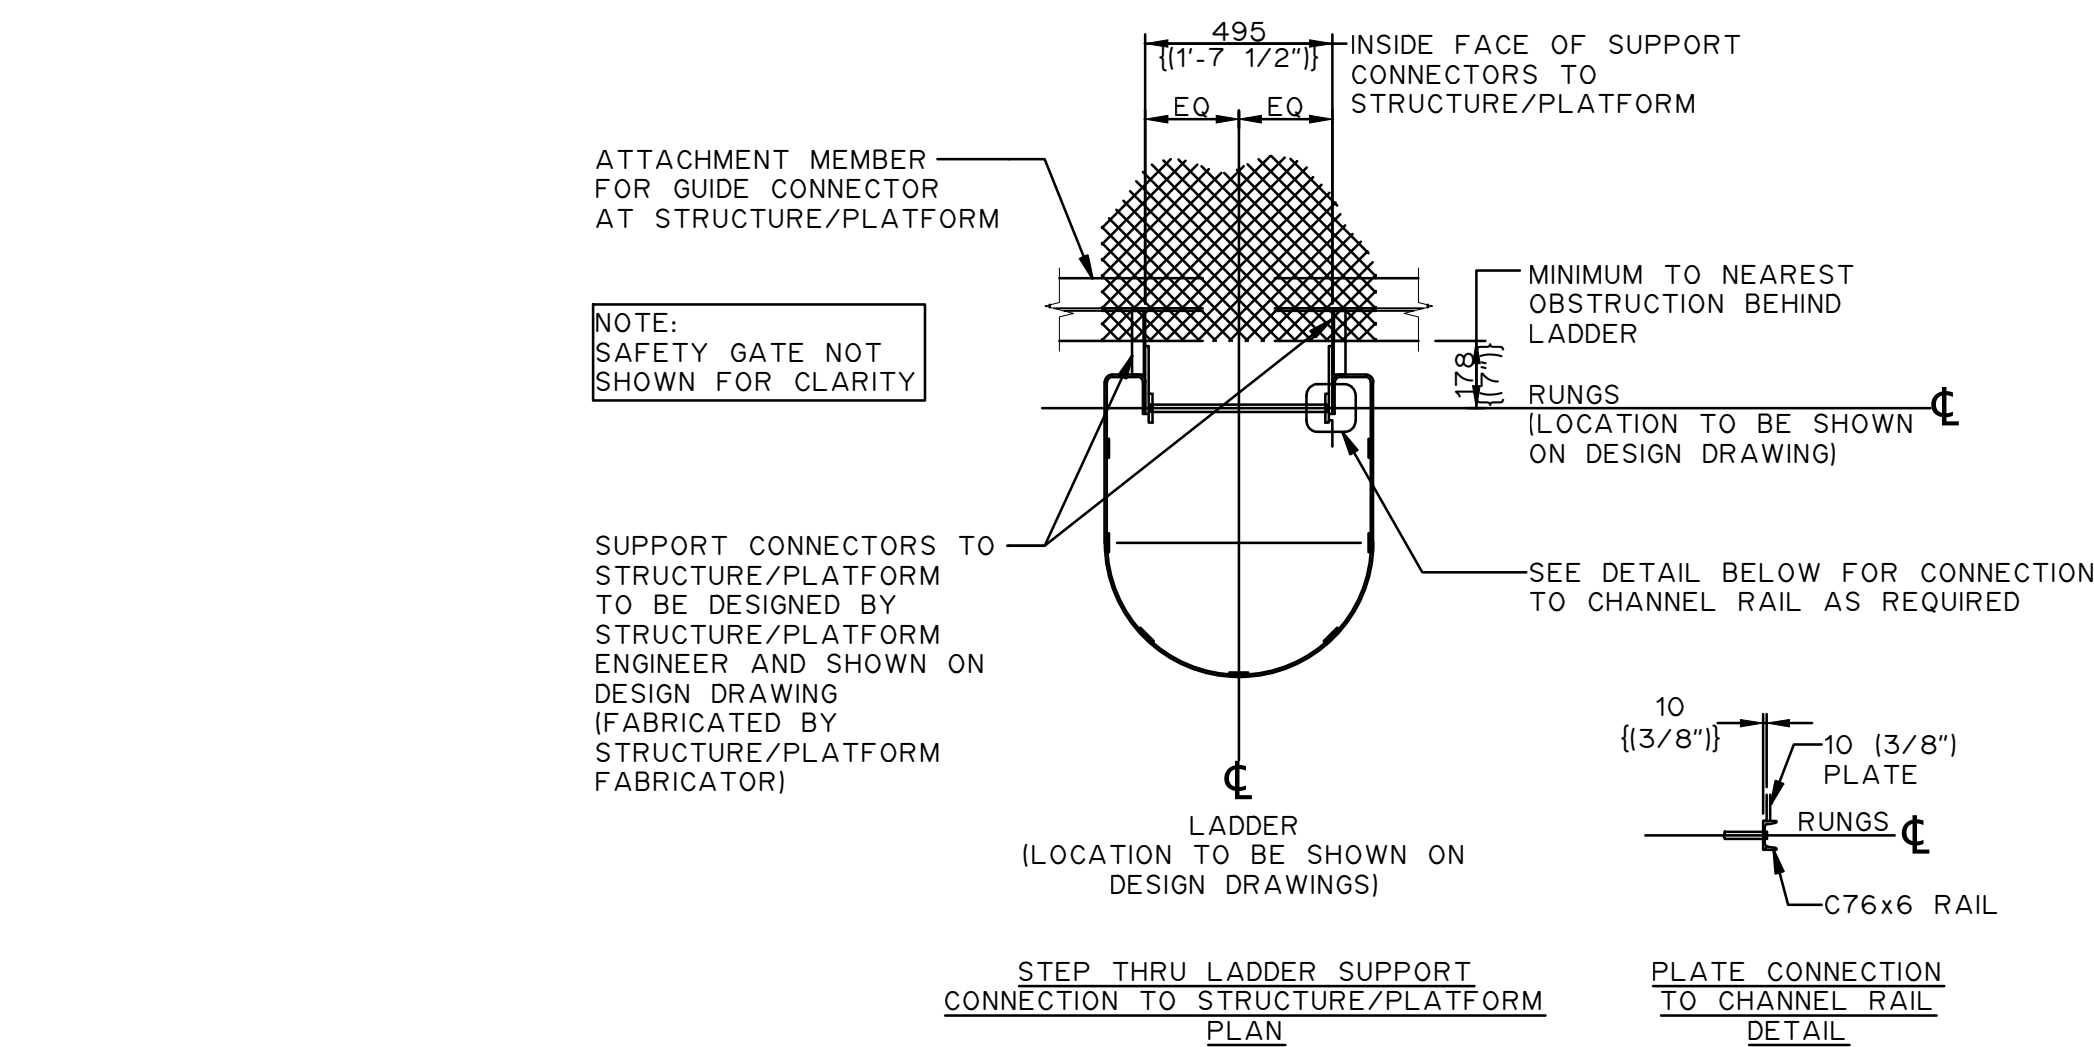 495
{(1'-7 1/2")}
INSIDE FACE OF SUPPORT
CONNECTORS TO
STRUCTURE/PLATFORM
EQ EQ
ATTACHMENT MEMBER
FOR GUIDE CONNECTOR
AT STRUCTURE/PLATFORM
NOTE:
SAFETY GATE NOT
SHOWN FOR CLARITY
MINIMUM TO NEAREST
OBSTRUCTION BEHIND
LADDER
178
{(7")}
RUNGS
(LOCATION TO BE SHOWN
ON DESIGN DRAWING)
℄
SUPPORT CONNECTORS TO
STRUCTURE/PLATFORM
TO BE DESIGNED BY
STRUCTURE/PLATFORM
ENGINEER AND SHOWN ON
DESIGN DRAWING
(FABRICATED BY
STRUCTURE/PLATFORM
FABRICATOR)
SEE DETAIL BELOW FOR CONNECTION
TO CHANNEL RAIL AS REQUIRED
℄
LADDER
(LOCATION TO BE SHOWN ON
DESIGN DRAWINGS)
10
{(3/8")}
10 (3/8")
PLATE
RUNGS ℄
C76x6 RAIL
STEP THRU LADDER SUPPORT
CONNECTION TO STRUCTURE/PLATFORM
PLAN
PLATE CONNECTION
TO CHANNEL RAIL
DETAIL